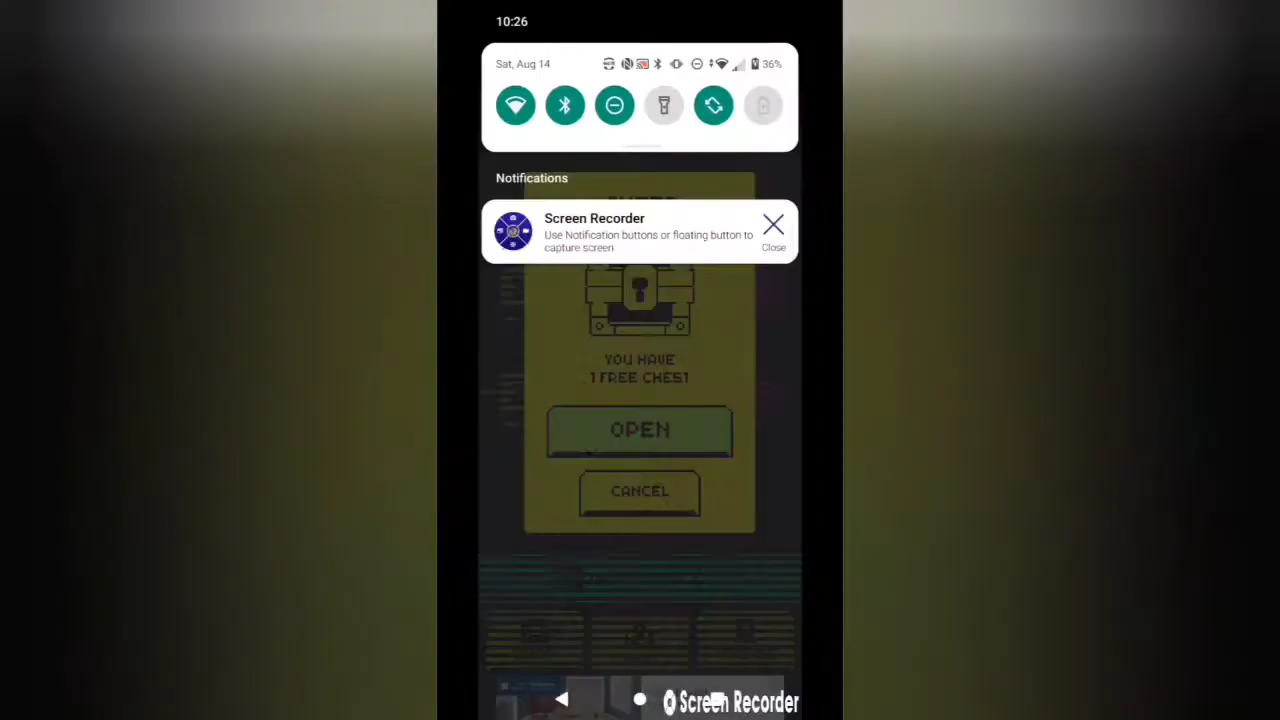 10:26
Sat, Aug 14
36%
Notifications
Screen Recorder
Use Notification buttons or floating button to
capture screen
Close
YOU HAVE
1 FREE CHEST
OPEN
CANCEL
Screen Recorder